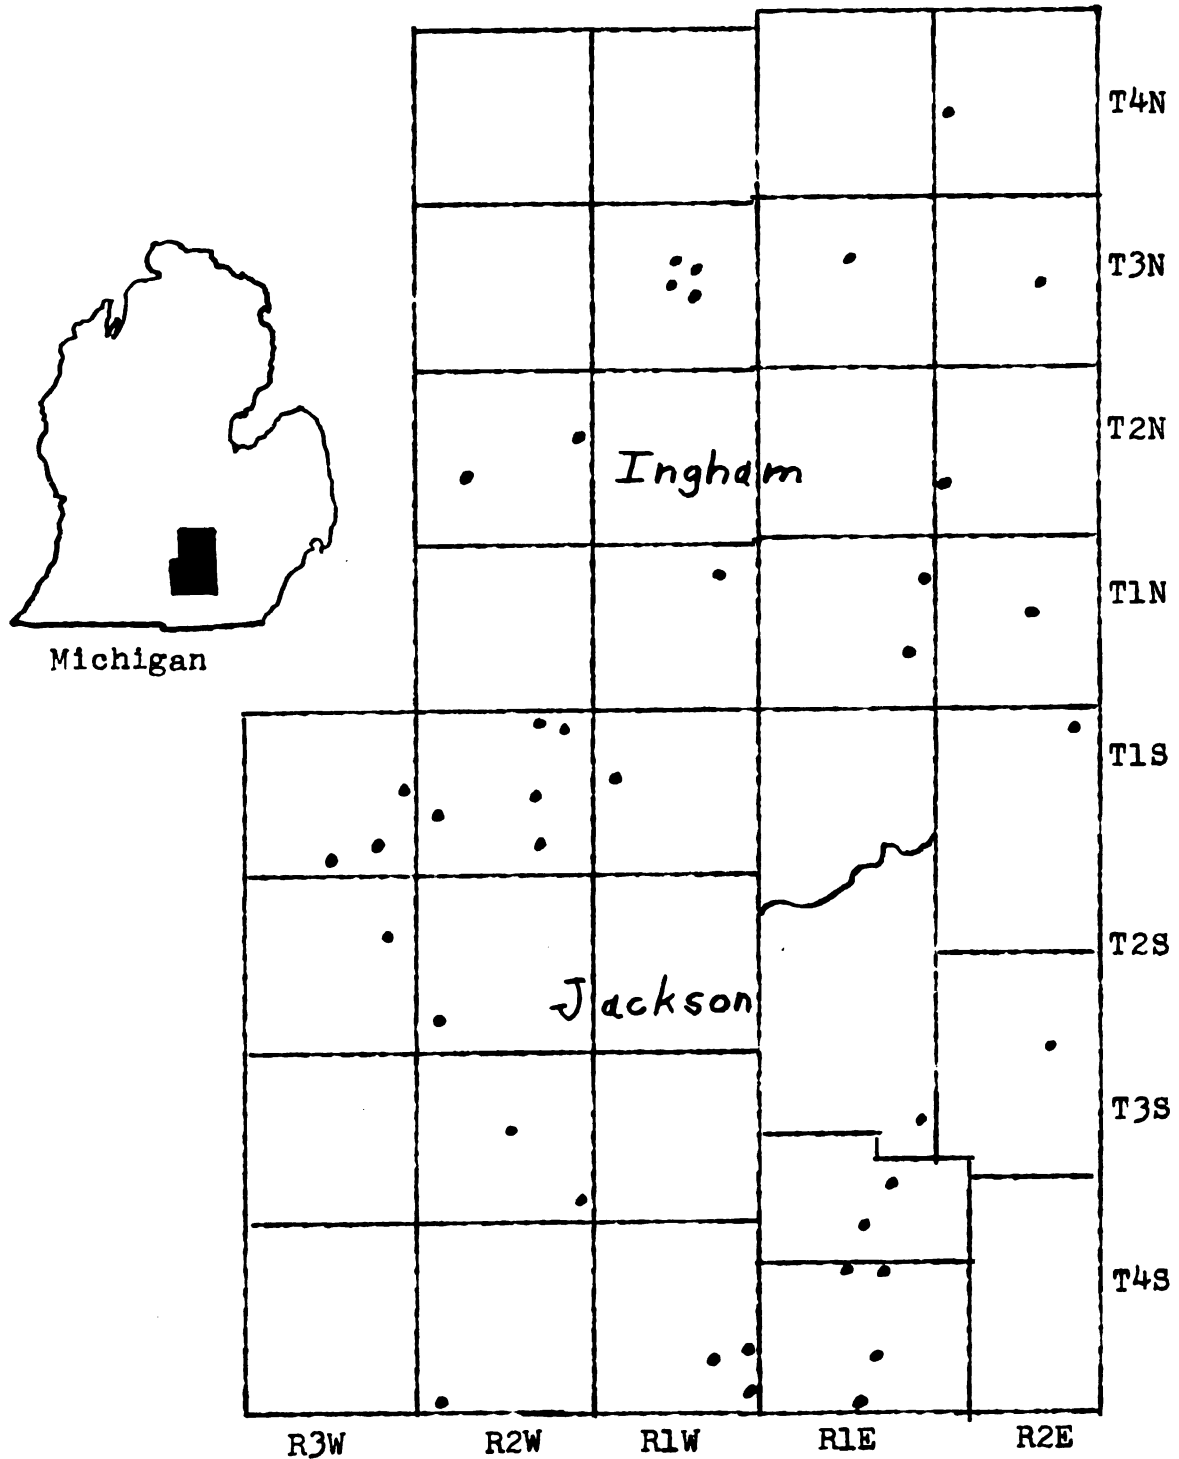 T4N
T3N
T2N
Ingham
T1N
Michigan
T1S
T2S
Jackson
T3S
T4S
R3W R2W R1W R1E R2E